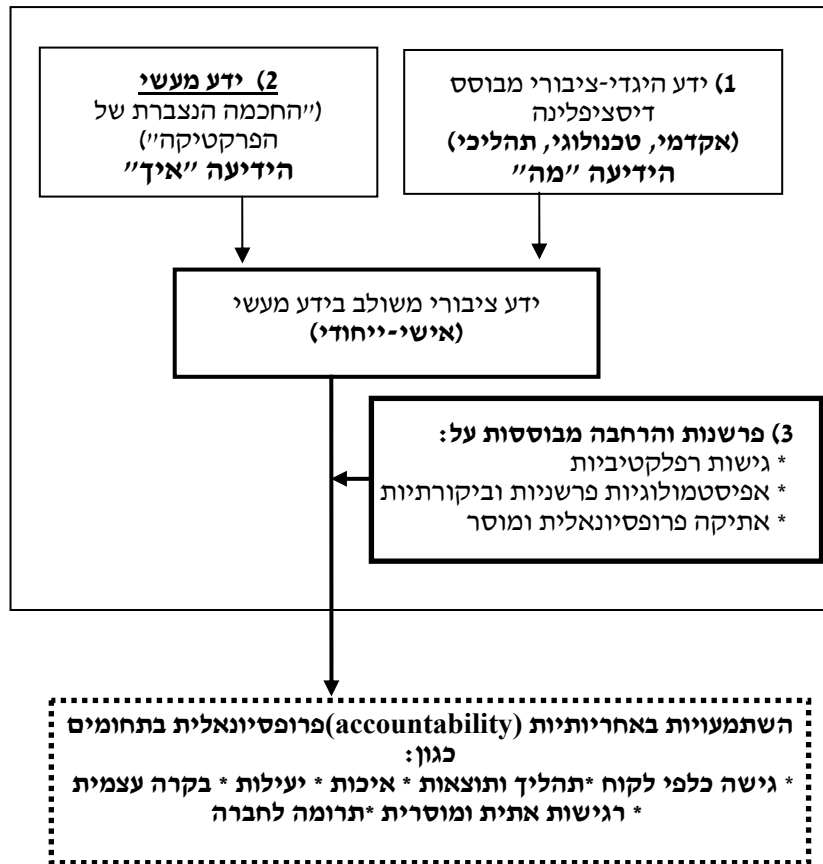 1) ידע היגדי-ציבורי מבוסס
דיסציפלינה
(אקדמי, טכנולוגי, תהליכי)
הידיעה ״מה״
2) ידע מעשי
(״החכמה הנצברת של
הפרקטיקה״)
הידיעה ״איך״
ידע ציבורי משולב בידע מעשי
(אישי-ייחודי)
3) פרשנות והרחבה מבוססות על:
* גישות רפלקטיביות
* אפיסטמולוגיות פרשניות וביקורתיות
* אתיקה פרופסיונאלית ומוסר
השתמעויות באחריותיות (accountability)פרופסיונאלית בתחומים
כגון:
* גישה כלפי לקוח *תהליך ותוצאות * איכות * יעילות * בקרה עצמית
* רגישות אתית ומוסרית *תרומה לחברה